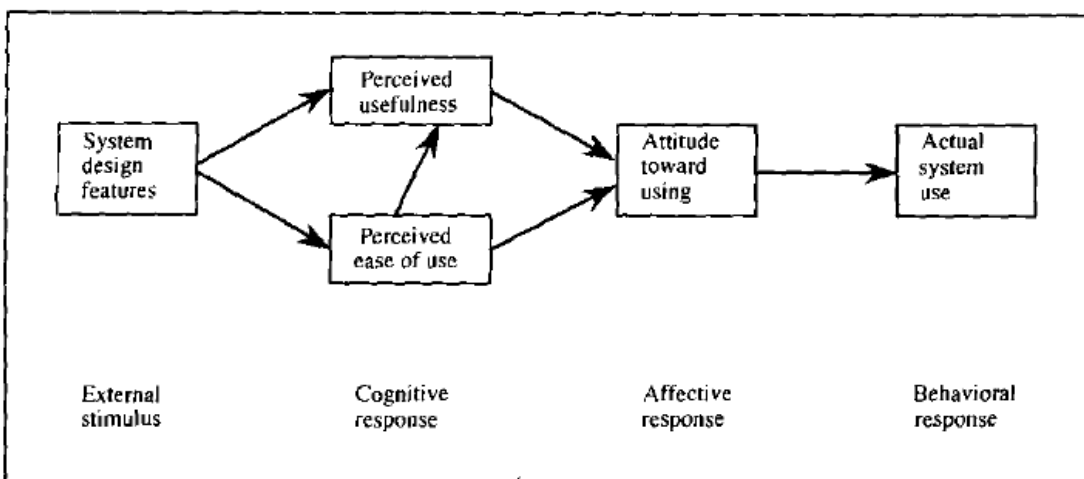 Perceived
usefulness
System
design
features
Attitude
toward
using
Actual
system
use
Perceived
ease of use
External
stimulus
Cognitive
response
Affective
response
Behavioral
response